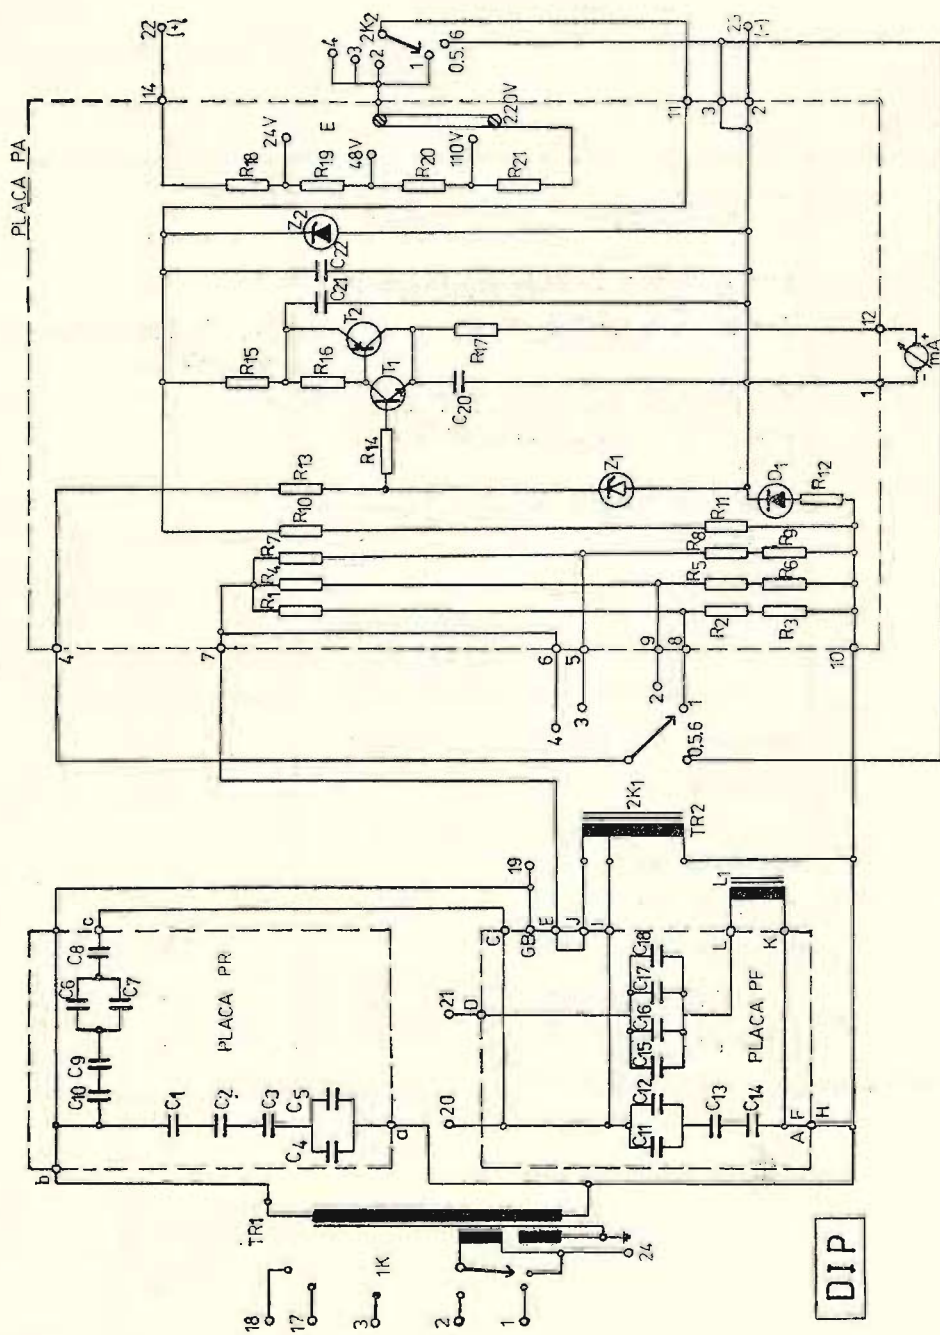 PLACA PA
22
(+)
14
R18
24V
R19
48V
R20
110V
R21
E
220V
4
3
2
1
2K2
0.5.6
11
3
2
23
(-)
Z2
C22
C21
T2
R15
R16
T1
R14
C20
R17
12
1
+
-
mA
R13
R10
R7
R4
R1
Z1
D1
R12
R11
R8
R9
R5
R6
R2
R3
4
7
6
5
9
8
10
4
3
2
1
0.5.6
2K1
TR2
19
c
C8
C6
C7
C9
C10
C1
C2
C3
C5
C4
PLACA PR
b
a
C
GB
E
J
I
L
L1
K
21
D
20
C18
C17
C16
C15
C12
C11
C13
C14
PLACA PF
A
F
H
TR1
18
17
3
1K
2
1
24
DIP